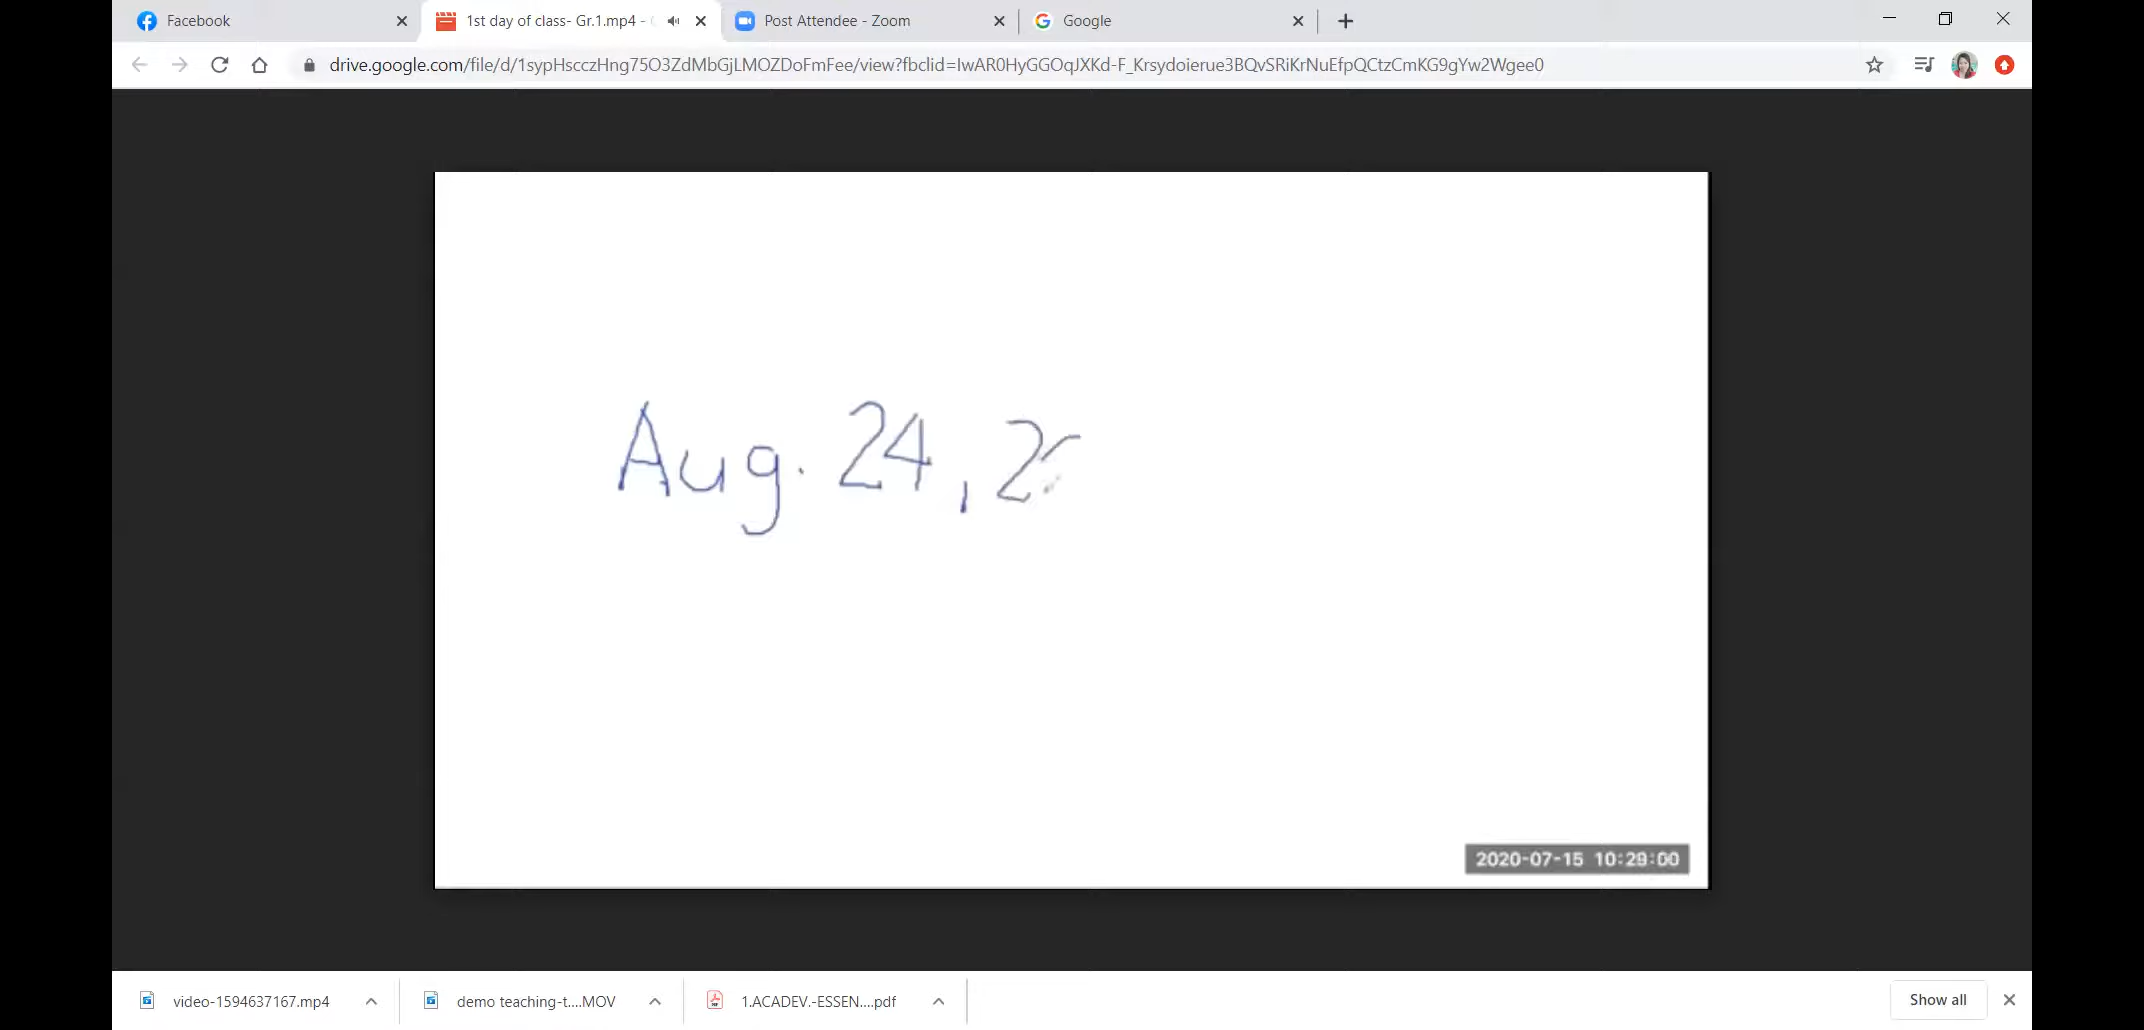 Facebook
1st day of class- Gr.1.mp4 -
Post Attendee - Zoom
Google
drive.google.com/file/d/1sypHscczHng75O3ZdMbGjLMOZDoFmFee/view?fbclid=IwAR0HyGGOqJXKd-F_Krsydoierue3BQvSRiKrNuEfpQCtzCmKG9gYw2Wgee0
Aug. 24, 2
2020-07-15 10:29:00
video-1594637167.mp4
demo teaching-t....MOV
1.ACADEV.-ESSEN....pdf
Show all